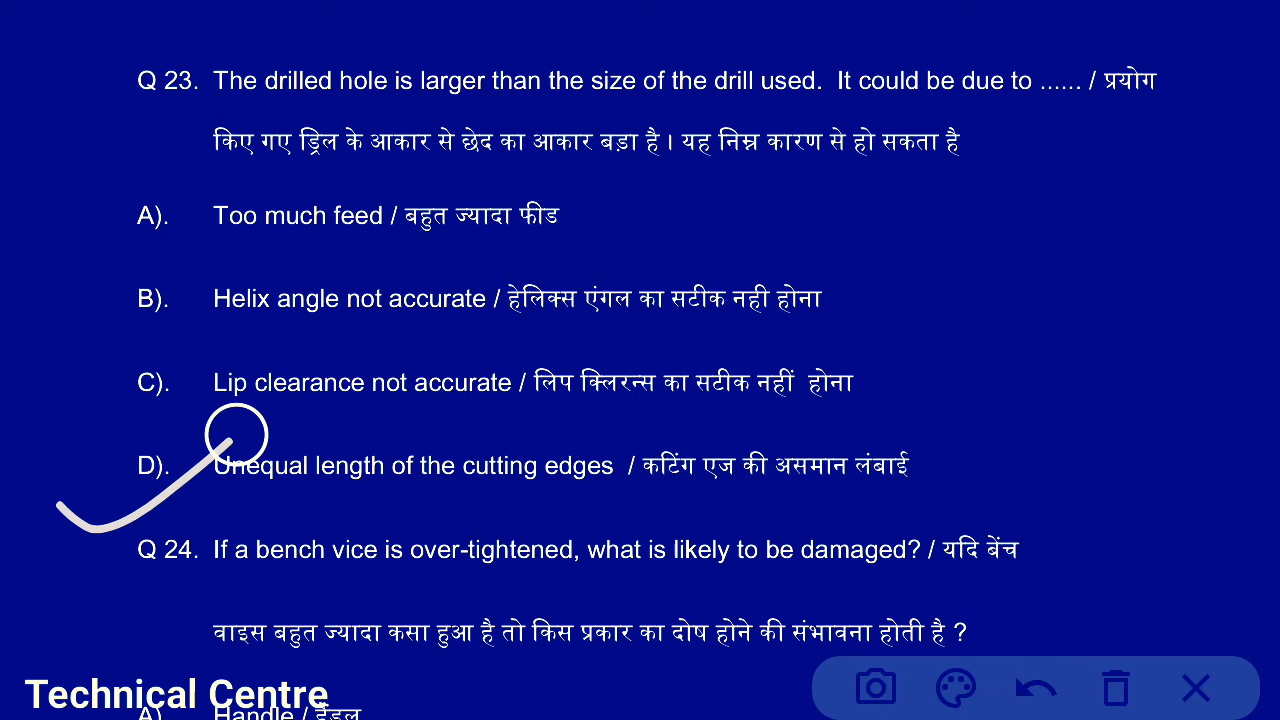 Q 23. The drilled hole is larger than the size of the drill used. It could be due to ...... / प्रयोग
किए गए ड्रिल के आकार से छेद का आकार बड़ा है। यह निम्न कारण से हो सकता है
A). Too much feed / बहुत ज्यादा फीड
B). Helix angle not accurate / हेलिक्स एंगल का सटीक नही होना
C). Lip clearance not accurate / लिप क्लिरन्स का सटीक नहीं होना
D). Unequal length of the cutting edges / कटिंग एज की असमान लंबाई
Q 24. If a bench vice is over-tightened, what is likely to be damaged? / यदि बेंच
वाइस बहुत ज्यादा कसा हुआ है तो किस प्रकार का दोष होने की संभावना होती है ?
Technical Centre
A). Handle / हैंडल